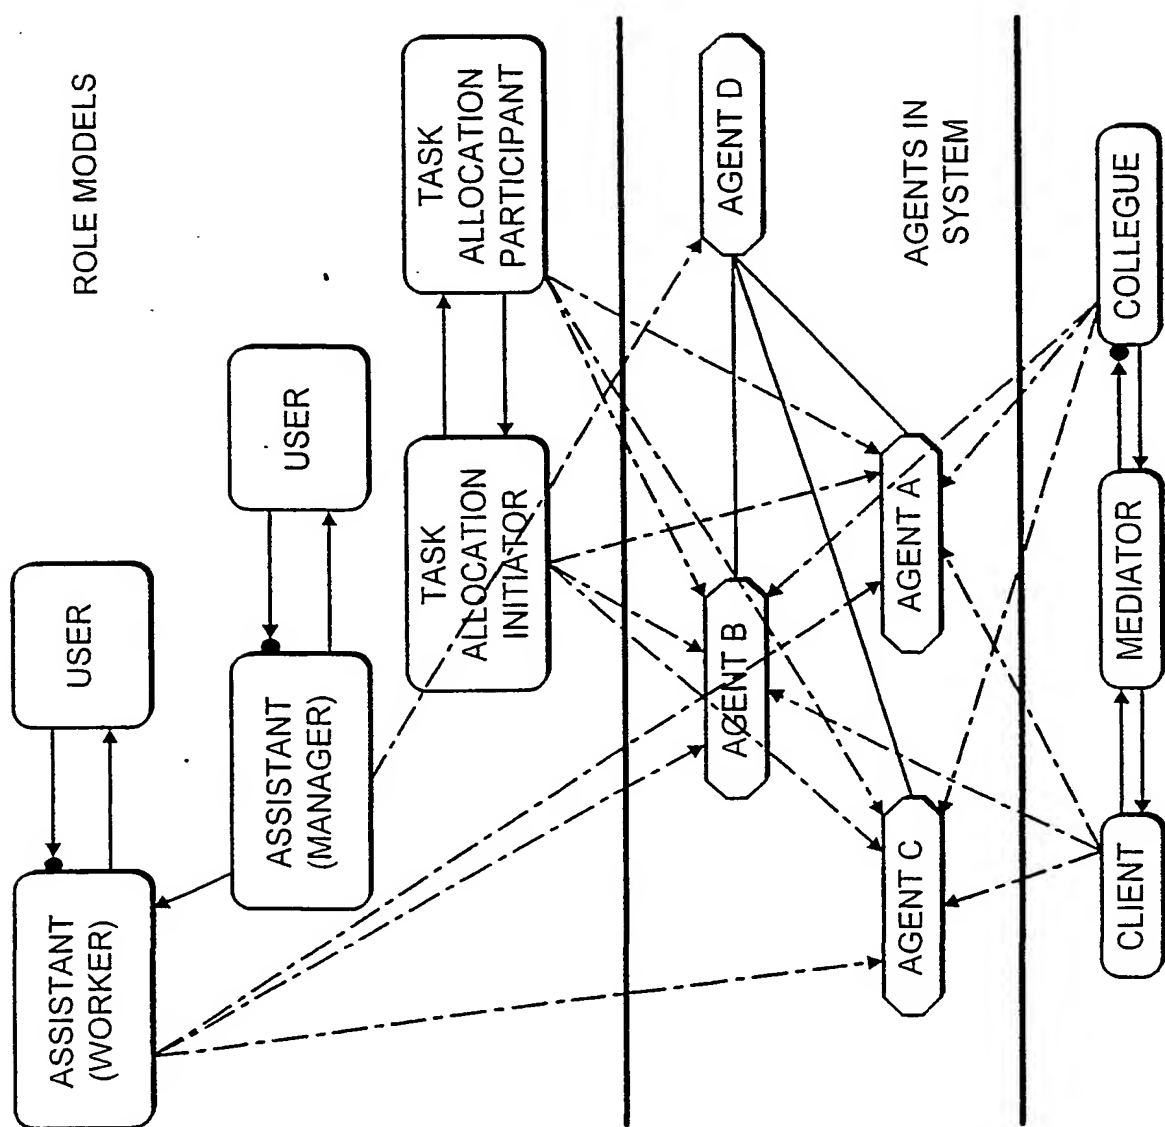 ROLE MODELS
USER
ASSISTANT
(WORKER)
USER
ASSISTANT
(MANAGER)
TASK
ALLOCATION
PARTICIPANT
TASK
ALLOCATION
INITIATOR
AGENT D
AGENT B
AGENT A
AGENT C
AGENTS IN
SYSTEM
COLLEGUE
MEDIATOR
CLIENT